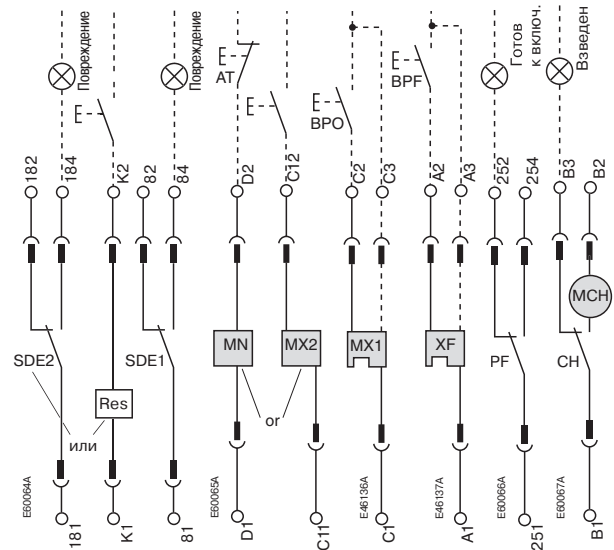 Повреждение
Повреждение
AT
BPO
BPF
Готов
к включ.
Взведен
182
184
K2
82
84
D2
C12
C2
C3
A2
A3
252
254
B3
B2
MCH
SDE2
SDE1
MN
MX2
MX1
XF
PF
CH
Res
или
or
E60064A
E60065A
E46136A
E46137A
E60066A
E60067A
181
K1
81
D1
C11
C1
A1
251
B1